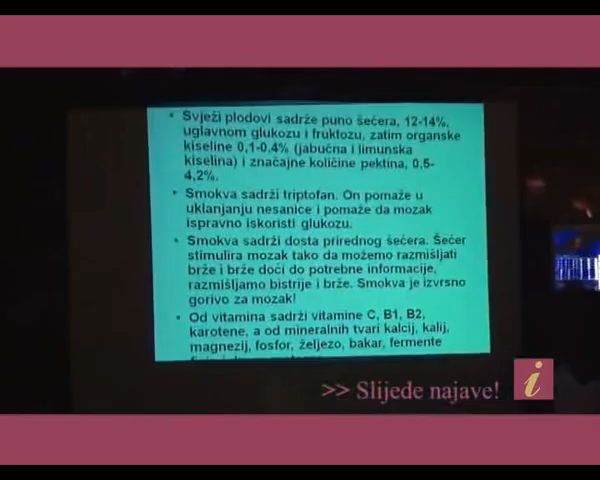 • Svježi plodovi sadrže puno šećera, 12-14%,
uglavnom glukozu i fruktozu, zatim organske
kiseline 0,1-0,4% (jabučna i limunska
kiselina) i značajne količine pektina, 0,5-
4,2%.
• Smokva sadrži triptofan. On pomaže u
uklanjanju nesanice i pomaže da mozak
ispravno iskoristi glukozu.
• Smokva sadrži dosta prirednog šećera. Šećer
stimulira mozak tako da možemo razmišljati
brže i brže doći do potrebne informacije,
razmišljamo bistrije i brže. Smokva je izvrsno
gorivo za mozak!
• Od vitamina sadrži vitamine C, B1, B2,
karotene, a od mineralnih tvari kalcij, kalij,
magnezij, fosfor, željezo, bakar, fermente
>> Slijede najave!
i